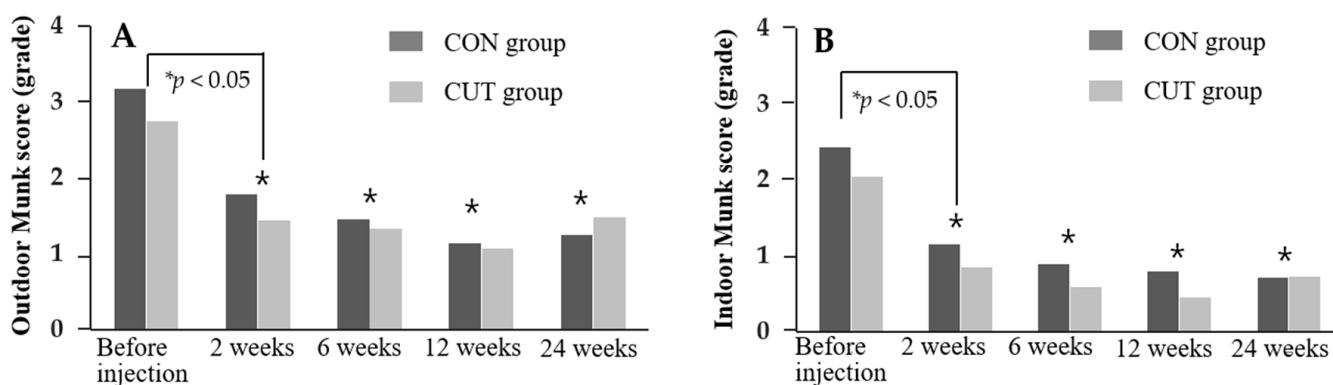 A
Outdoor Munk score (grade)
4
3
2
1
0
CON group
CUT group
*p < 0.05
*
*
*
*
Before injection
2 weeks
6 weeks
12 weeks
24 weeks
B
Indoor Munk score (grade)
4
3
2
1
0
CON group
CUT group
*p < 0.05
*
*
*
*
Before injection
2 weeks
6 weeks
12 weeks
24 weeks